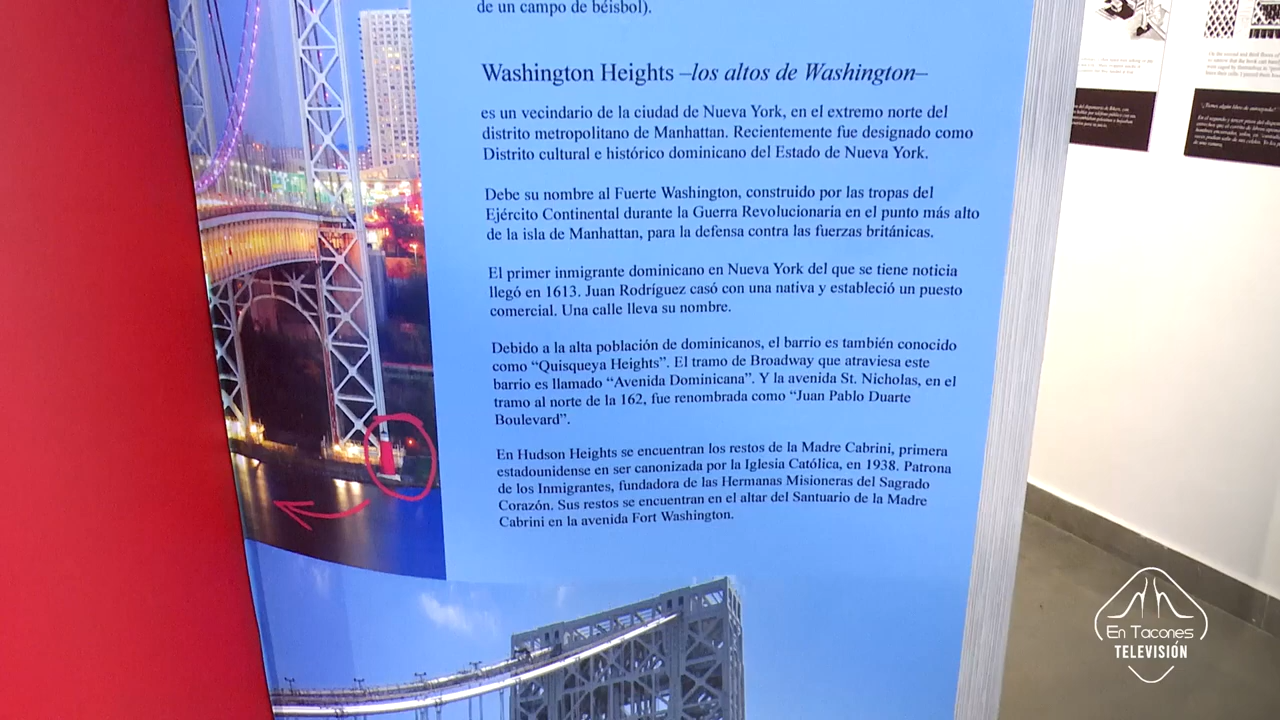 de un campo de béisbol).
Washington Heights –los altos de Washington–
es un vecindario de la ciudad de Nueva York, en el extremo norte del
distrito metropolitano de Manhattan. Recientemente fue designado como
Distrito cultural e histórico dominicano del Estado de Nueva York.
Debe su nombre al Fuerte Washington, construido por las tropas del
Ejército Continental durante la Guerra Revolucionaria en el punto más alto
de la isla de Manhattan, para la defensa contra las fuerzas británicas.
El primer inmigrante dominicano en Nueva York del que se tiene noticia
llegó en 1613. Juan Rodríguez casó con una nativa y estableció un puesto
comercial. Una calle lleva su nombre.
Debido a la alta población de dominicanos, el barrio es también conocido
como “Quisqueya Heights”. El tramo de Broadway que atraviesa este
barrio es llamado “Avenida Dominicana”. Y la avenida St. Nicholas, en el
tramo al norte de la 162, fue renombrada como “Juan Pablo Duarte
Boulevard”.
En Hudson Heights se encuentran los restos de la Madre Cabrini, primera
estadounidense en ser canonizada por la Iglesia Católica, en 1938. Patrona
de los Inmigrantes, fundadora de las Hermanas Misioneras del Sagrado
Corazón. Sus restos se encuentran en el altar del Santuario de la Madre
Cabrini en la avenida Fort Washington.
En Tacones
TELEVISIÓN